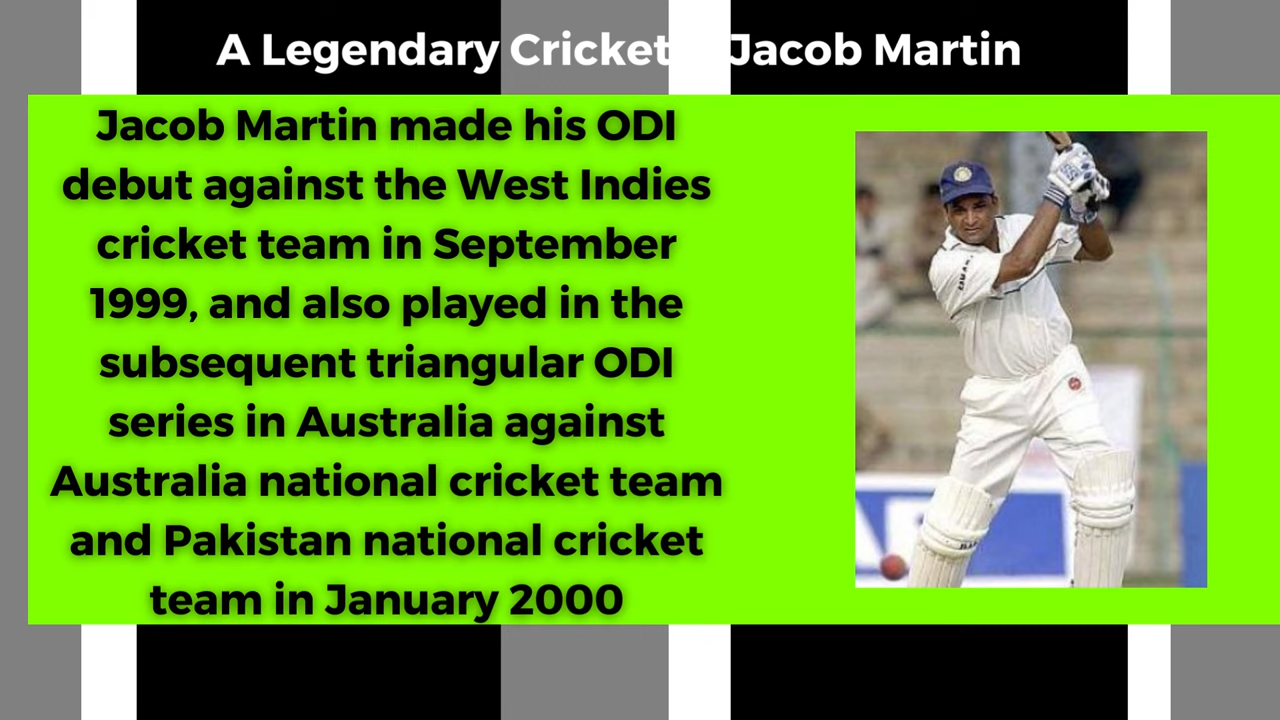 A Legendary Cricket Jacob Martin
Jacob Martin made his ODI
debut against the West Indies
cricket team in September
1999, and also played in the
subsequent triangular ODI
series in Australia against
Australia national cricket team
and Pakistan national cricket
team in January 2000